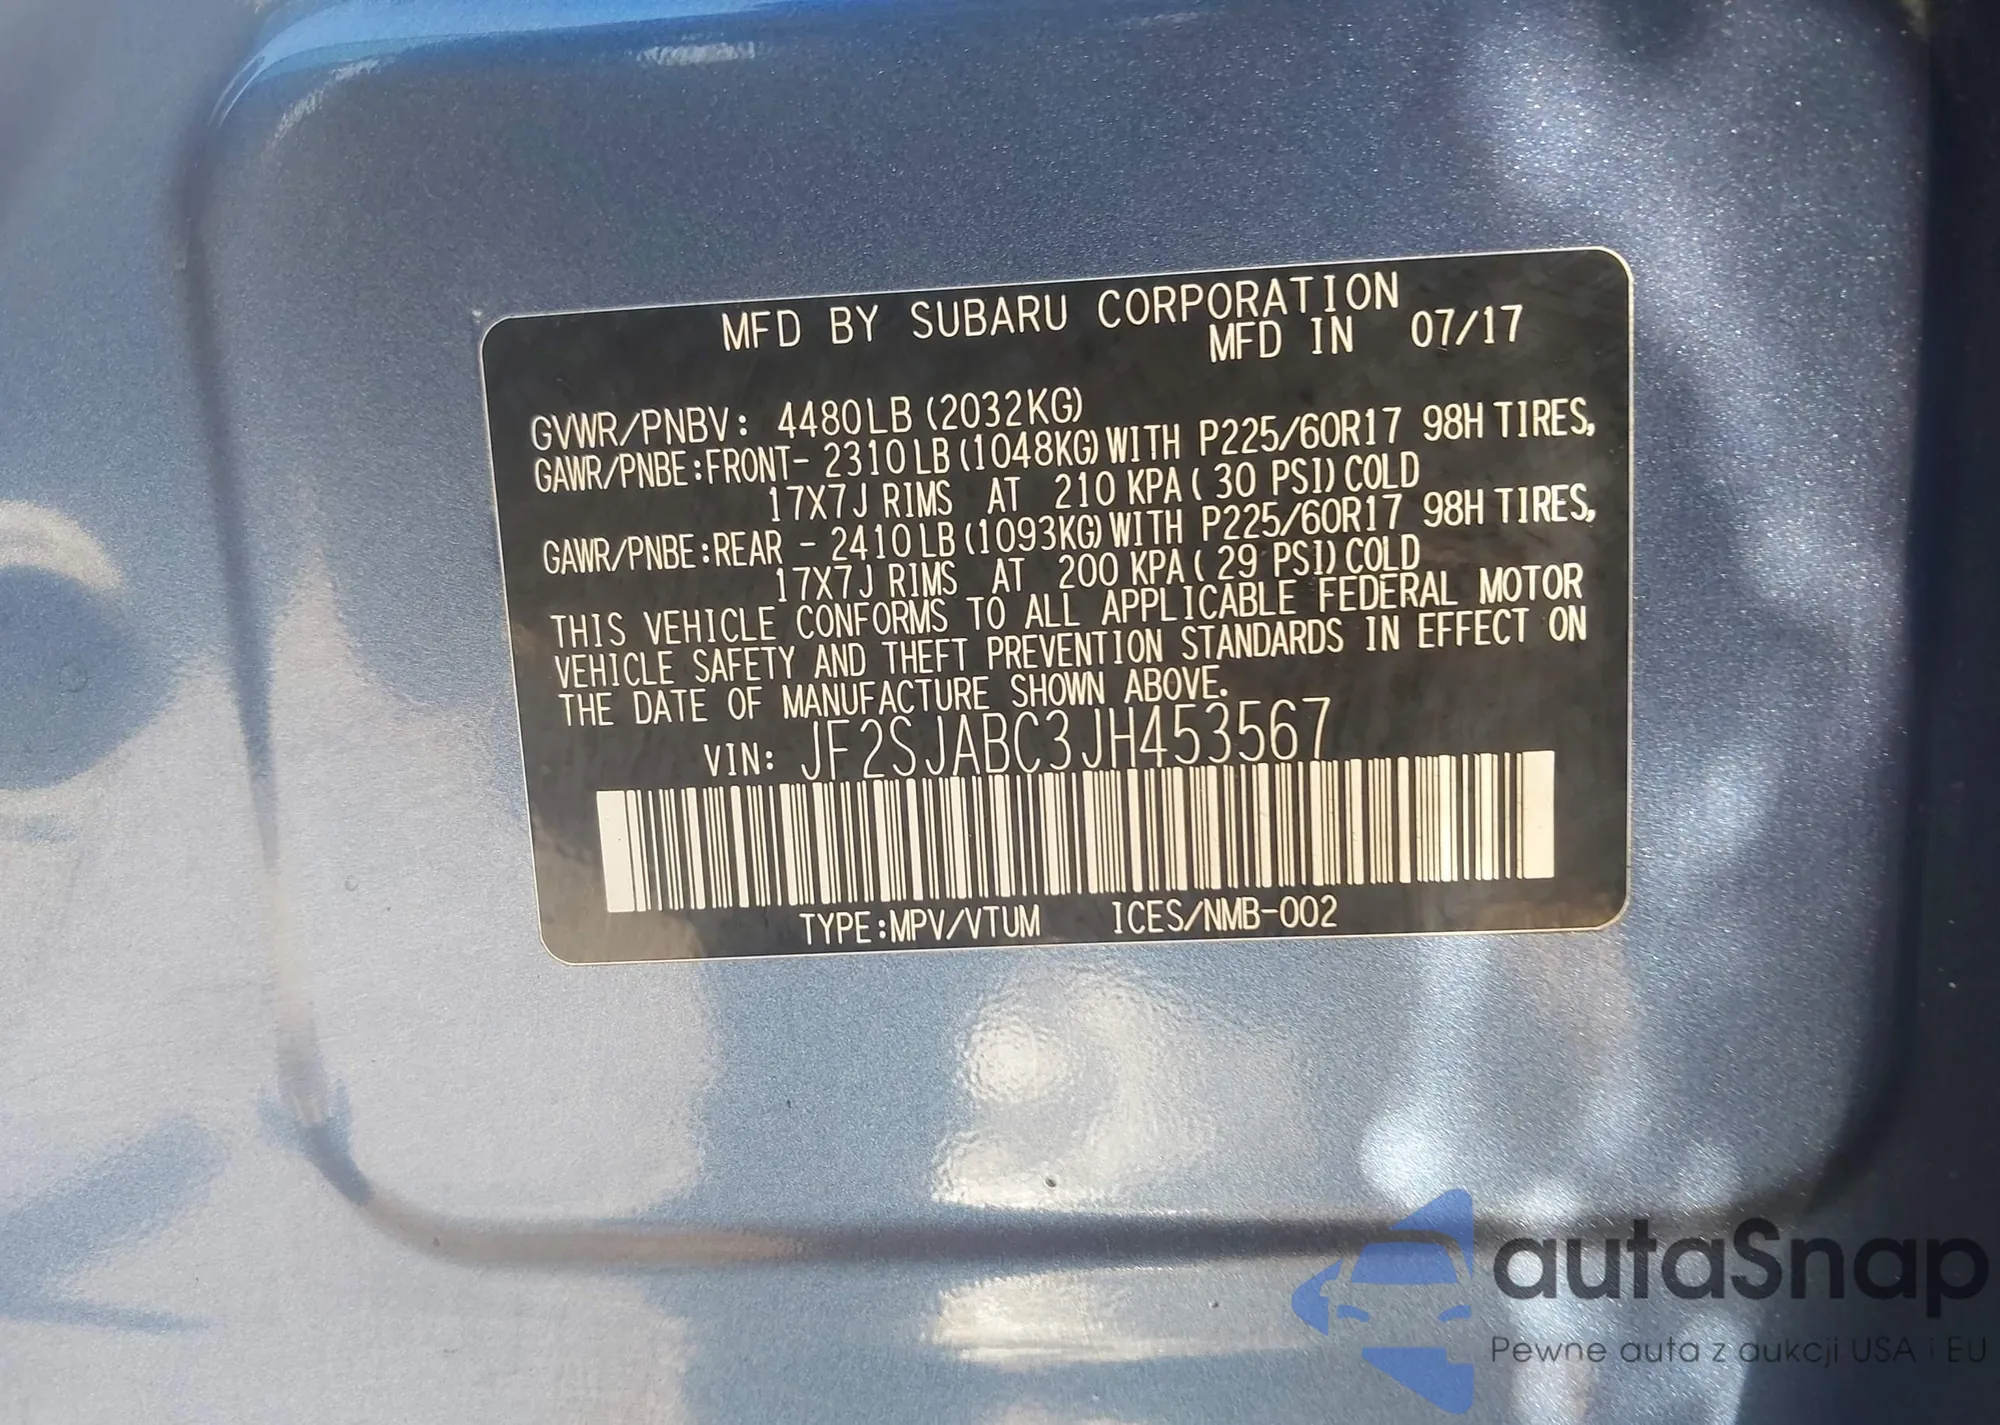 MFD BY SUBARU CORPORATION
MFD IN 07/17
GVWR/PNBV: 4480LB (2032KG)
GAWR/PNBE:FRONT- 2310LB (1048KG) WITH P225/60R17 98H TIRES,
17X7J RIMS AT 210 KPA ( 30 PSI) COLD
GAWR/PNBE:REAR - 2410LB (1093KG) WITH P225/60R17 98H TIRES,
17X7J RIMS AT 200 KPA ( 29 PSI) COLD
THIS VEHICLE CONFORMS TO ALL APPLICABLE FEDERAL MOTOR
VEHICLE SAFETY AND THEFT PREVENTION STANDARDS IN EFFECT ON
THE DATE OF MANUFACTURE SHOWN ABOVE.
VIN: JF2SJABC3JH453567
TYPE:MPV/VTUM ICES/NMB-002
autaSnap
Pewne auta z aukcji USA i EU